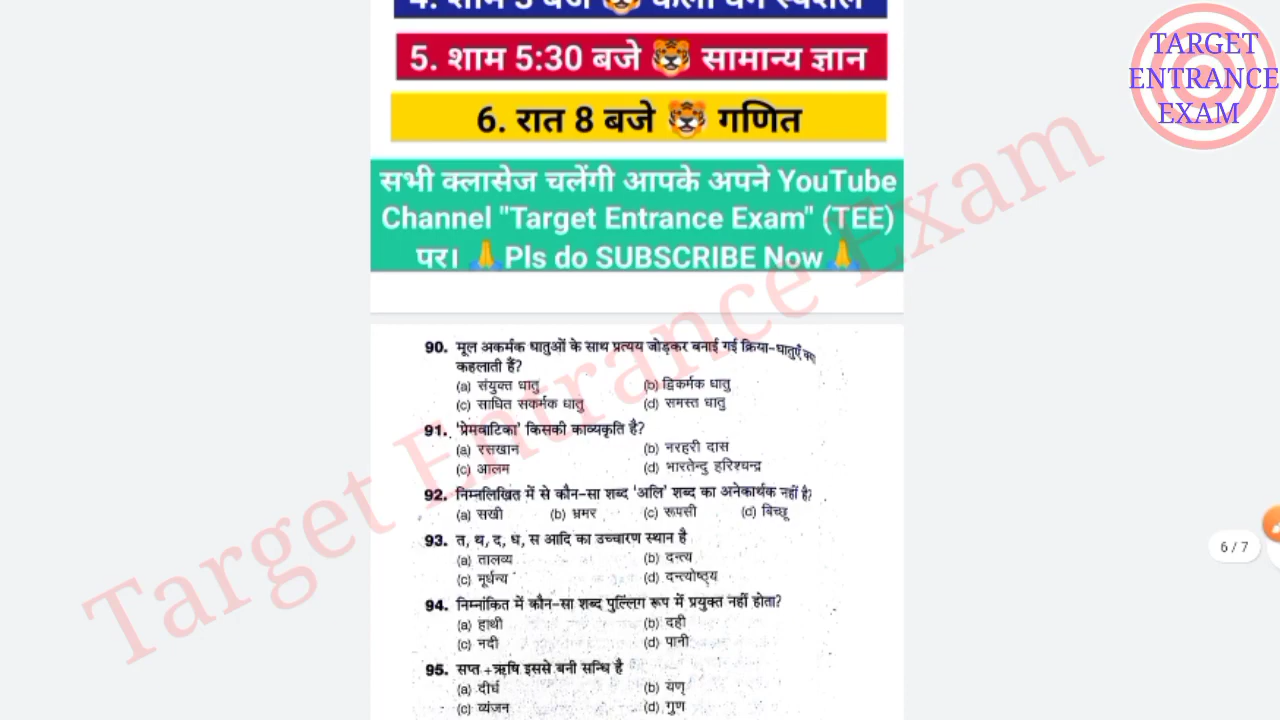 5. शाम 5:30 बजे 🐯 सामान्य ज्ञान
6. रात 8 बजे 🐯 गणित
सभी क्लासेज चलेंगी आपके अपने YouTube
Channel "Target Entrance Exam" (TEE)
पर। 🙏Pls do SUBSCRIBE Now🙏
TARGET
ENTRANCE
EXAM
Target Entrance Exam
90. मूल अकर्मक धातुओं के साथ प्रत्यय जोड़कर बनाई गई क्रिया-धातुएँ क्या
कहलाती हैं?
(a) संयुक्त धातु (b) द्विकर्मक धातु
(c) साधित सकर्मक धातु (d) समस्त धातु
91. 'प्रेमवाटिका' किसकी काव्यकृति है?
(a) रसखान (b) नरहरी दास
(c) आलम (d) भारतेन्दु हरिश्चन्द्र
92. निम्नलिखित में से कौन-सा शब्द 'अलि' शब्द का अनेकार्थक नहीं है?
(a) सखी (b) भ्रमर (c) रूपसी (d) बिच्छू
93. त, थ, द, ध, स आदि का उच्चारण स्थान है
(a) तालव्य (b) दन्त्य
(c) मूर्धन्य (d) दन्त्योष्ठ्य
94. निम्नांकित में कौन-सा शब्द पुल्लिंग रूप में प्रयुक्त नहीं होता?
(a) हाथी (b) दही
(c) नदी (d) पानी
95. सप्त+ऋषि इससे बनी सन्धि है
(a) दीर्घ (b) यण्
(c) व्यंजन (d) गुण
6 / 7